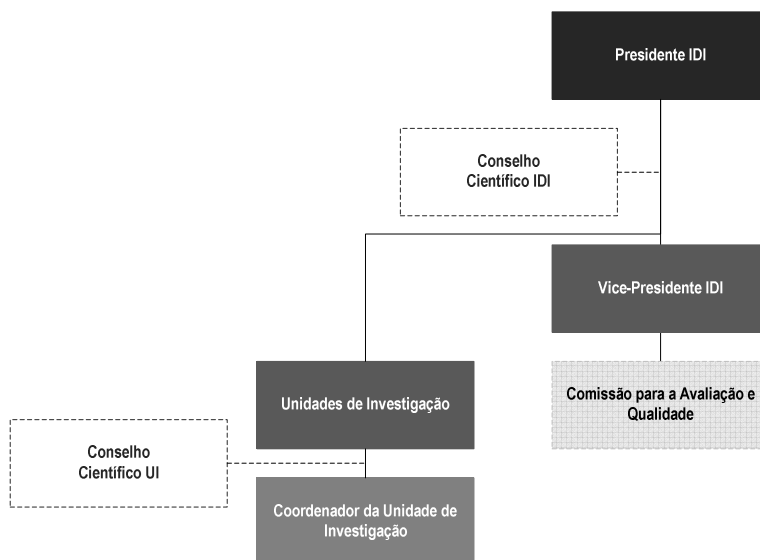 Presidente IDI
Conselho
Científico IDI
Vice-Presidente IDI
Unidades de Investigação
Comissão para a Avaliação e
Qualidade
Conselho
Científico UI
Coordenador da Unidade de
Investigação